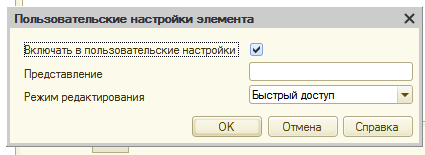 Пользовательские настройки элемента
Включать в пользовательские настройки
Представление
Режим редактирования Быстрый доступ
OK Отмена Справка